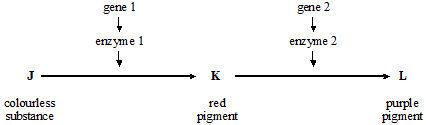 gene 1 gene 2
enzyme 1 enzyme 2
J K L
colourless red purple
substance pigment pigment